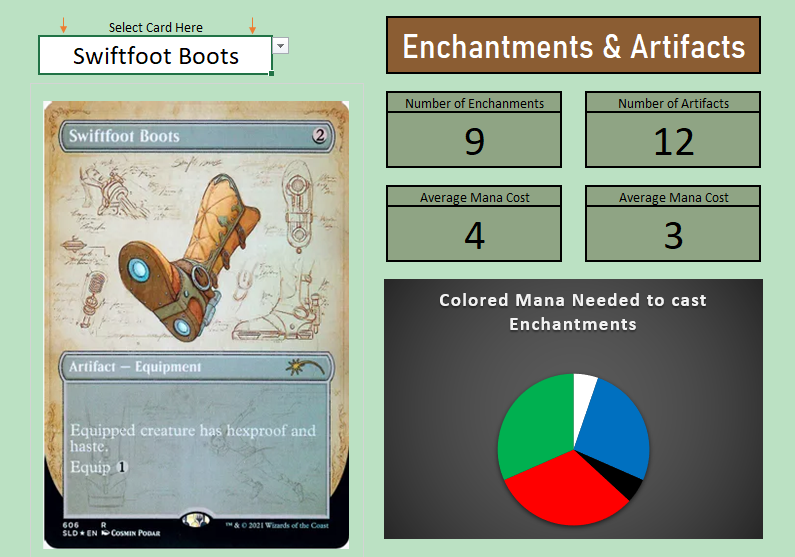 Select Card Here
Swiftfoot Boots
Enchantments & Artifacts
Number of Enchanments
9
Number of Artifacts
12
Average Mana Cost
4
Average Mana Cost
3
Swiftfoot Boots 2
Artifact — Equipment
Equipped creature has hexproof and
haste.
Equip 1
606 R
SLD ★ EN Cosmin Podar
™ & © 2021 Wizards of the Coast
Colored Mana Needed to cast
Enchantments